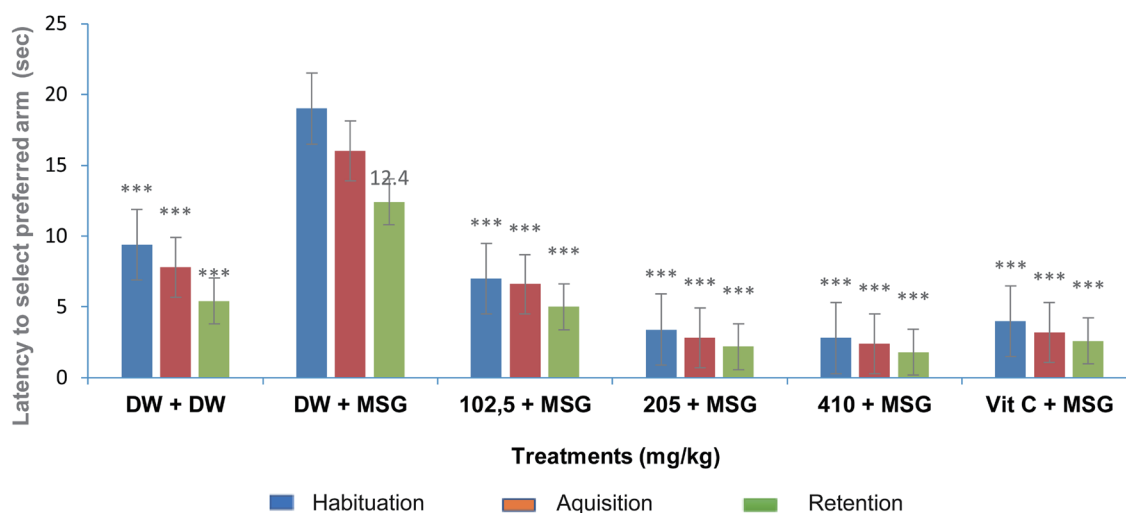 Latency to select preferred arm (sec)
25
20
15
10
5
0
*** *** ***
12.4
*** *** ***
*** *** ***
*** *** ***
*** *** ***
DW + DW DW + MSG 102,5 + MSG 205 + MSG 410 + MSG Vit C + MSG
Treatments (mg/kg)
Habituation Aquisition Retention